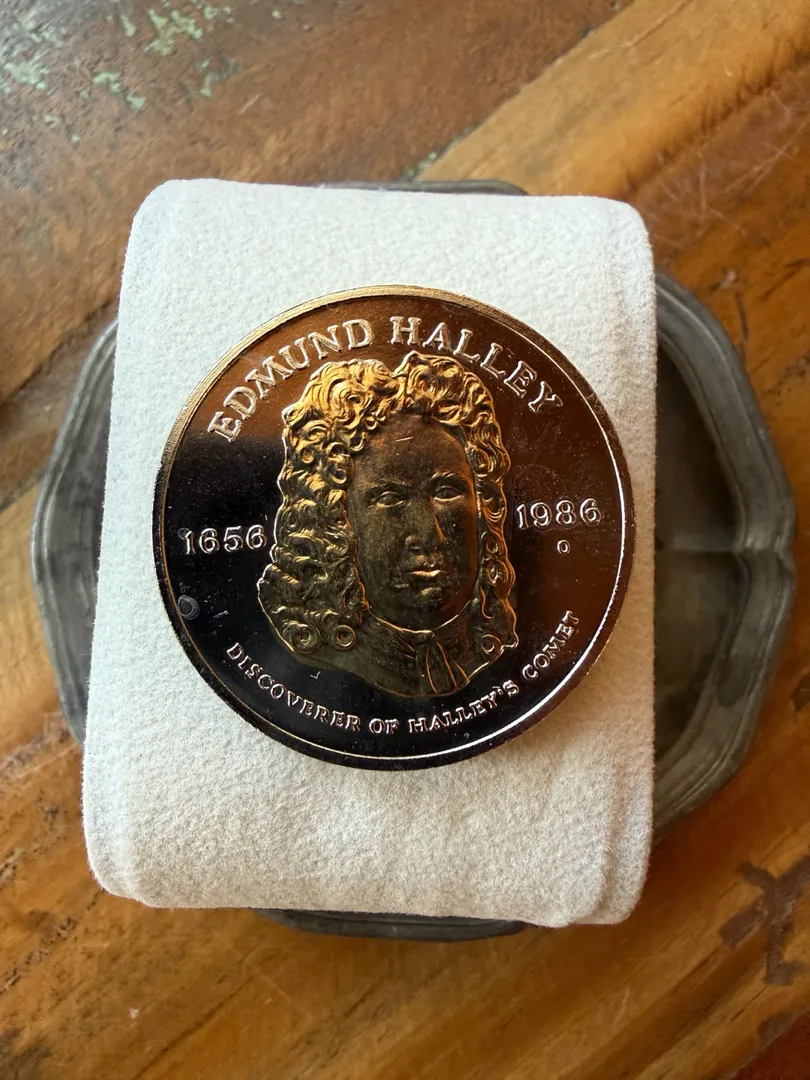 EDMUND HALLEY
1656
1986
O
DISCOVERER OF HALLEY'S COMET